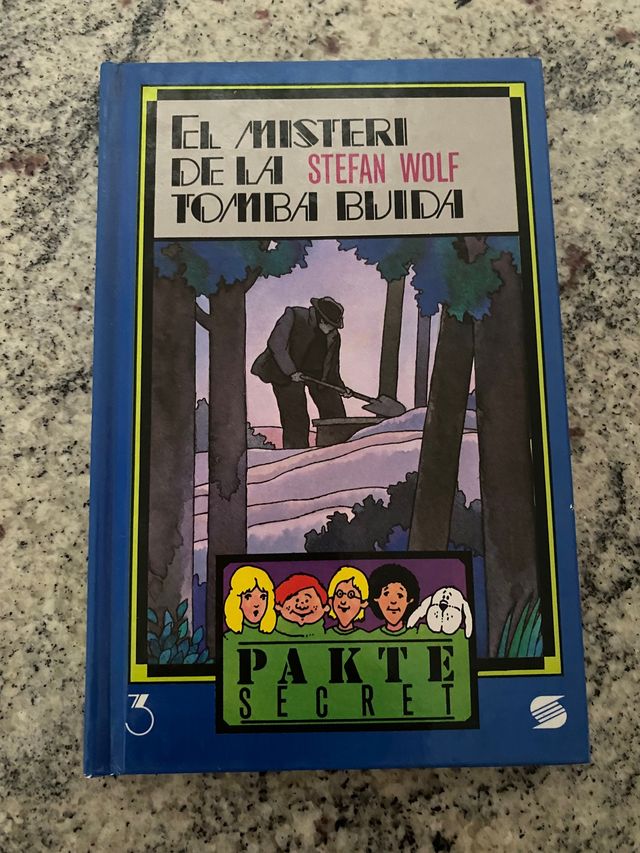 EL MISTERI
DE LA STEFAN WOLF
TOMBA BUIDA
PAKTE
SECRET
3